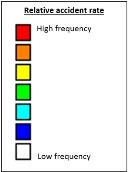 Relative accident rate
High frequency
Low frequency